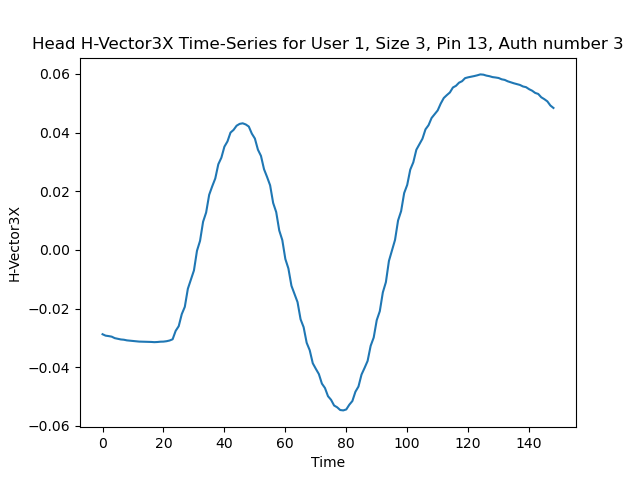 Head H-Vector3X Time-Series for User 1, Size 3, Pin 13, Auth number 3
0.06
0.04
0.02
0.00
−0.02
−0.04
−0.06
H-Vector3X
0 20 40 60 80 100 120 140
Time